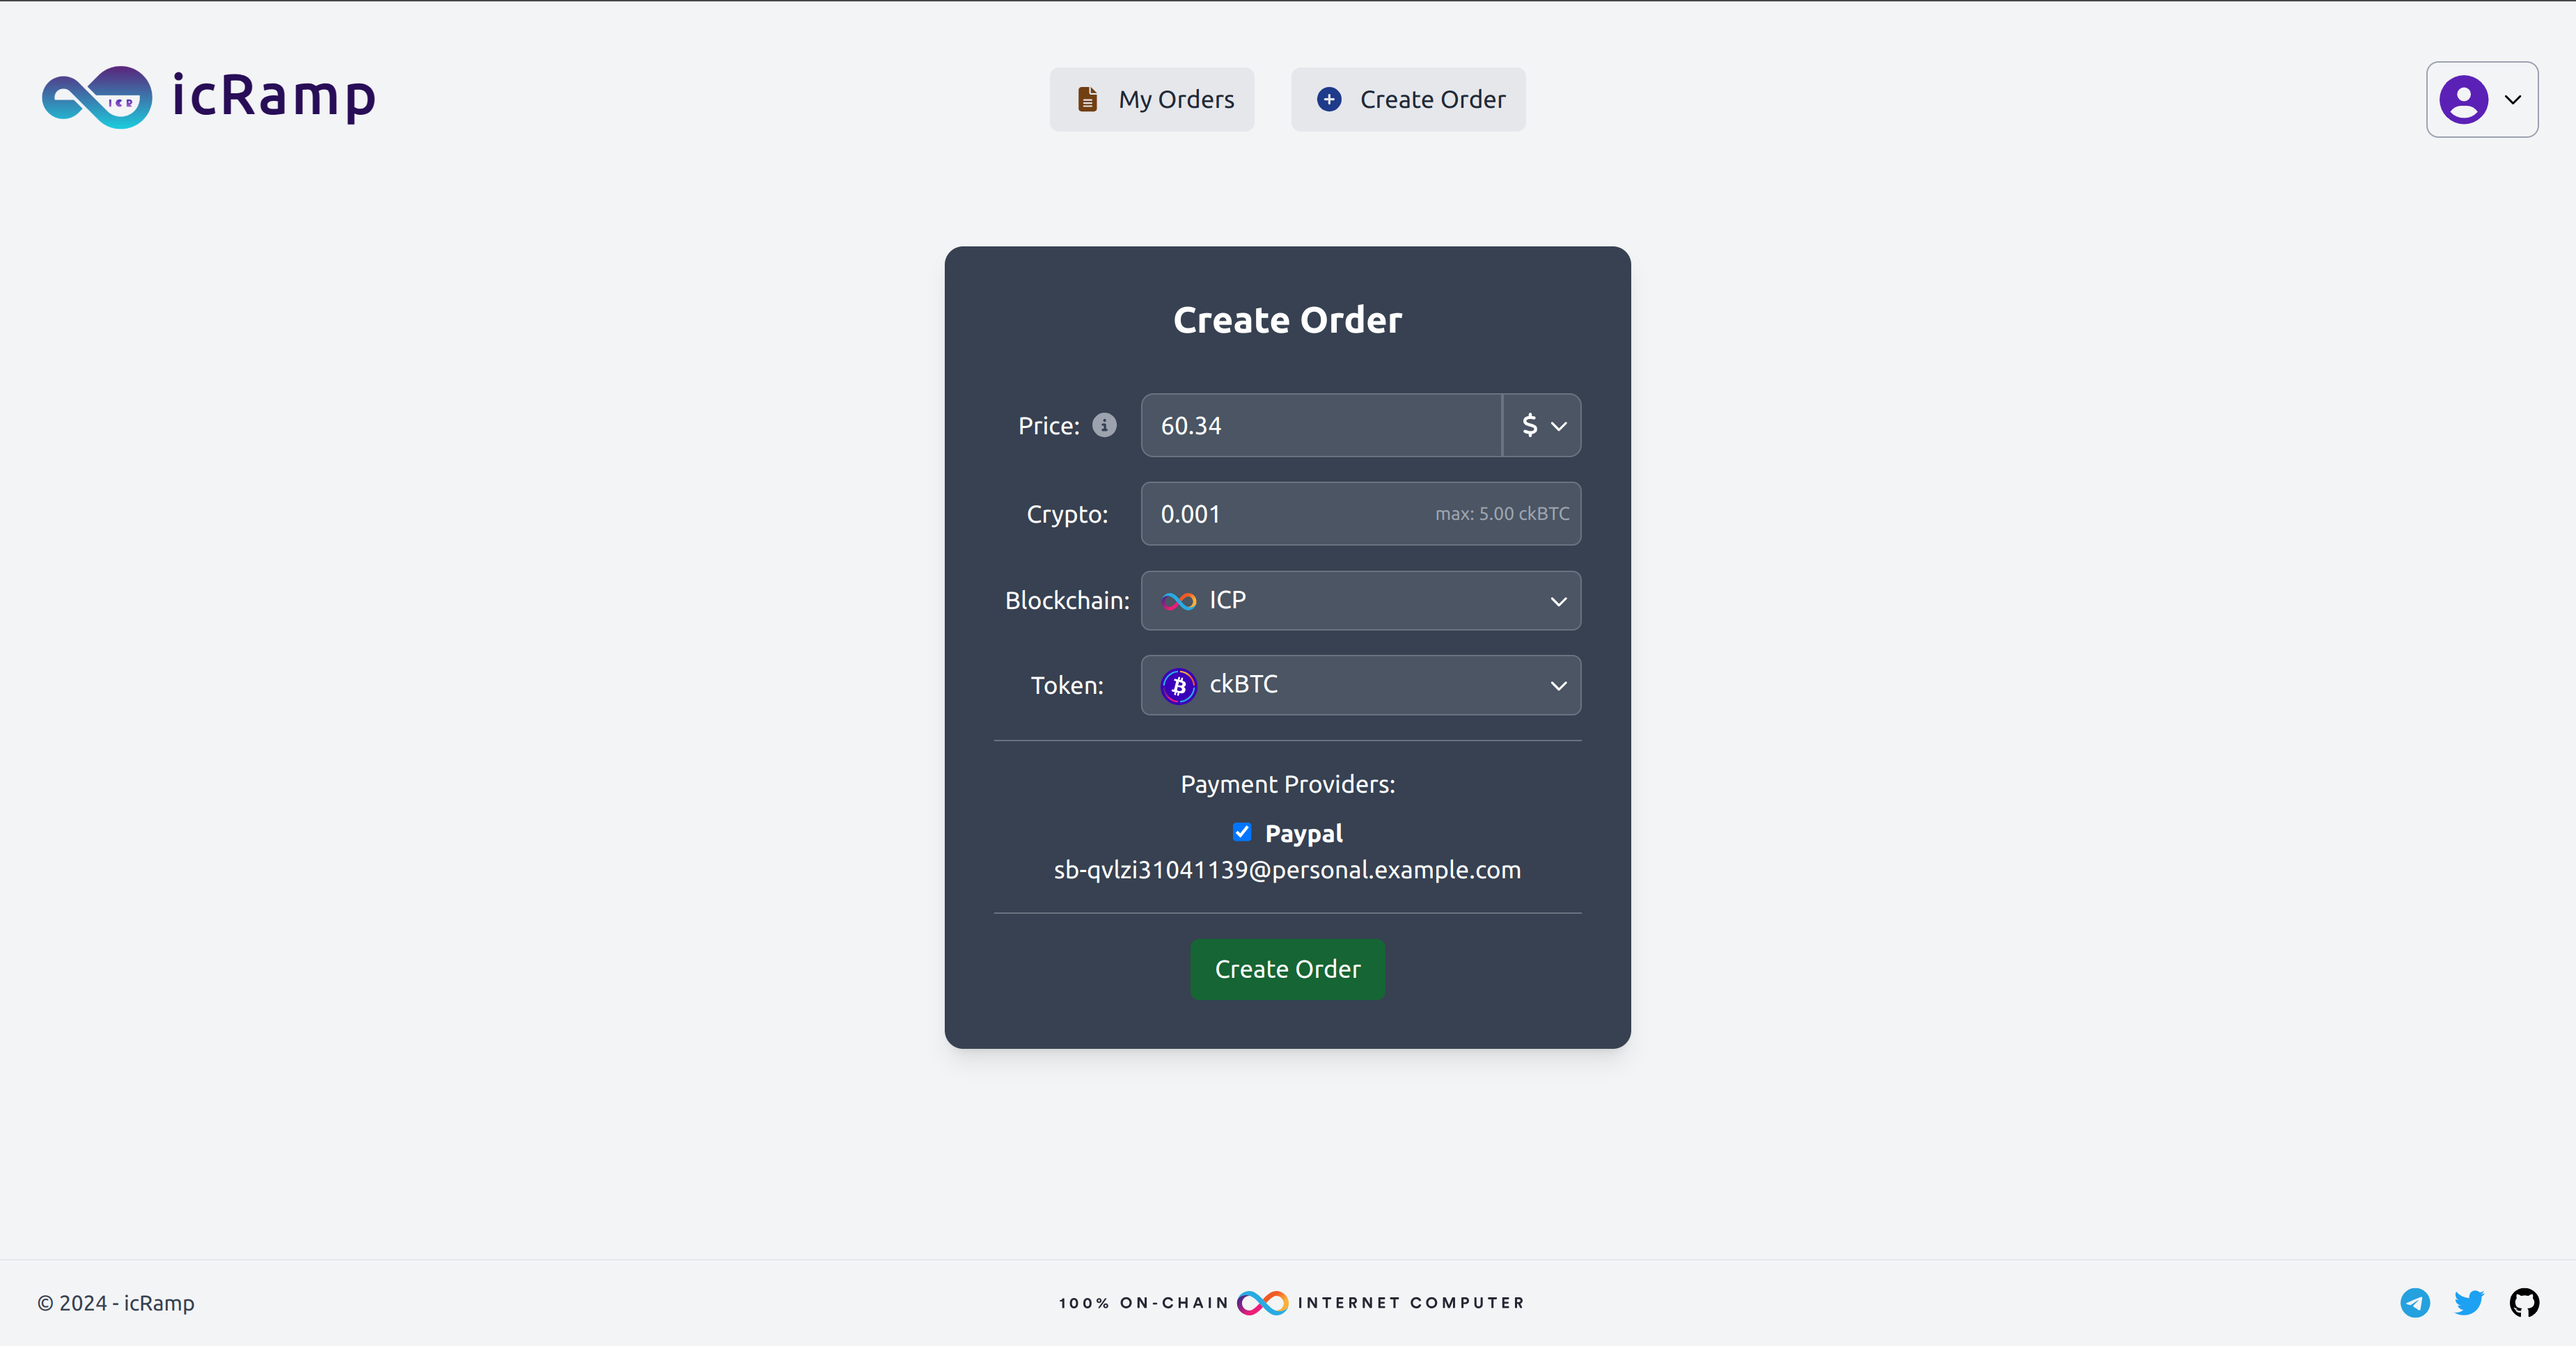 ICR icRamp
My Orders
Create Order
Create Order
Price: 60.34 $
Crypto: 0.001 max: 5.00 ckBTC
Blockchain: ICP
Token: ckBTC
Payment Providers:
Paypal
sb-qvlzi31041139@personal.example.com
Create Order
© 2024 - icRamp
100% ON-CHAIN INTERNET COMPUTER